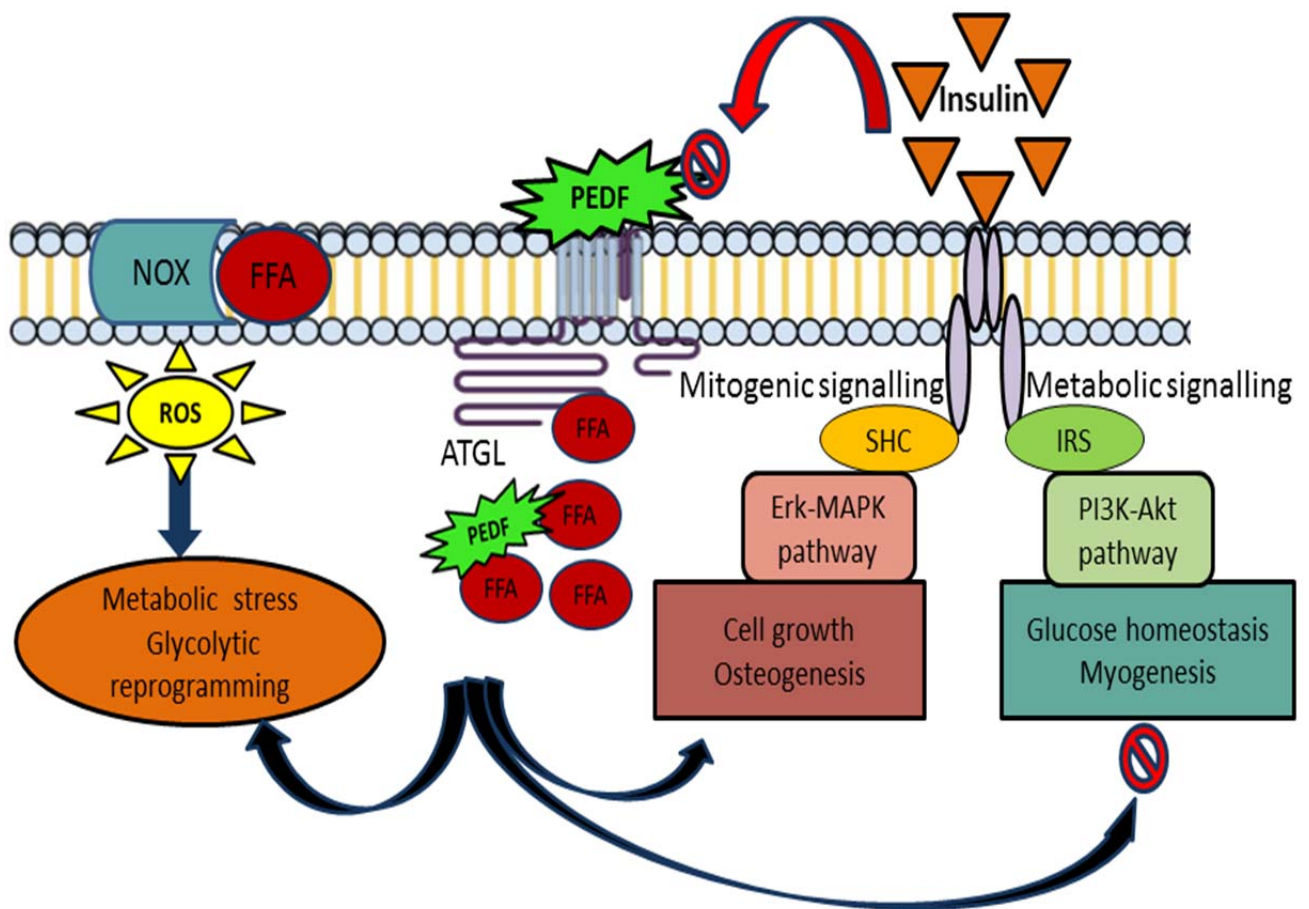 Insulin
PEDF
NOX
FFA
ROS
Mitogenic signalling
Metabolic signalling
FFA
SHC
IRS
ATGL
Erk-MAPK
pathway
PI3K-Akt
pathway
FFA
PEDF
FFA
FFA
Metabolic stress
Glycolytic
reprogramming
Cell growth
Osteogenesis
Glucose homeostasis
Myogenesis